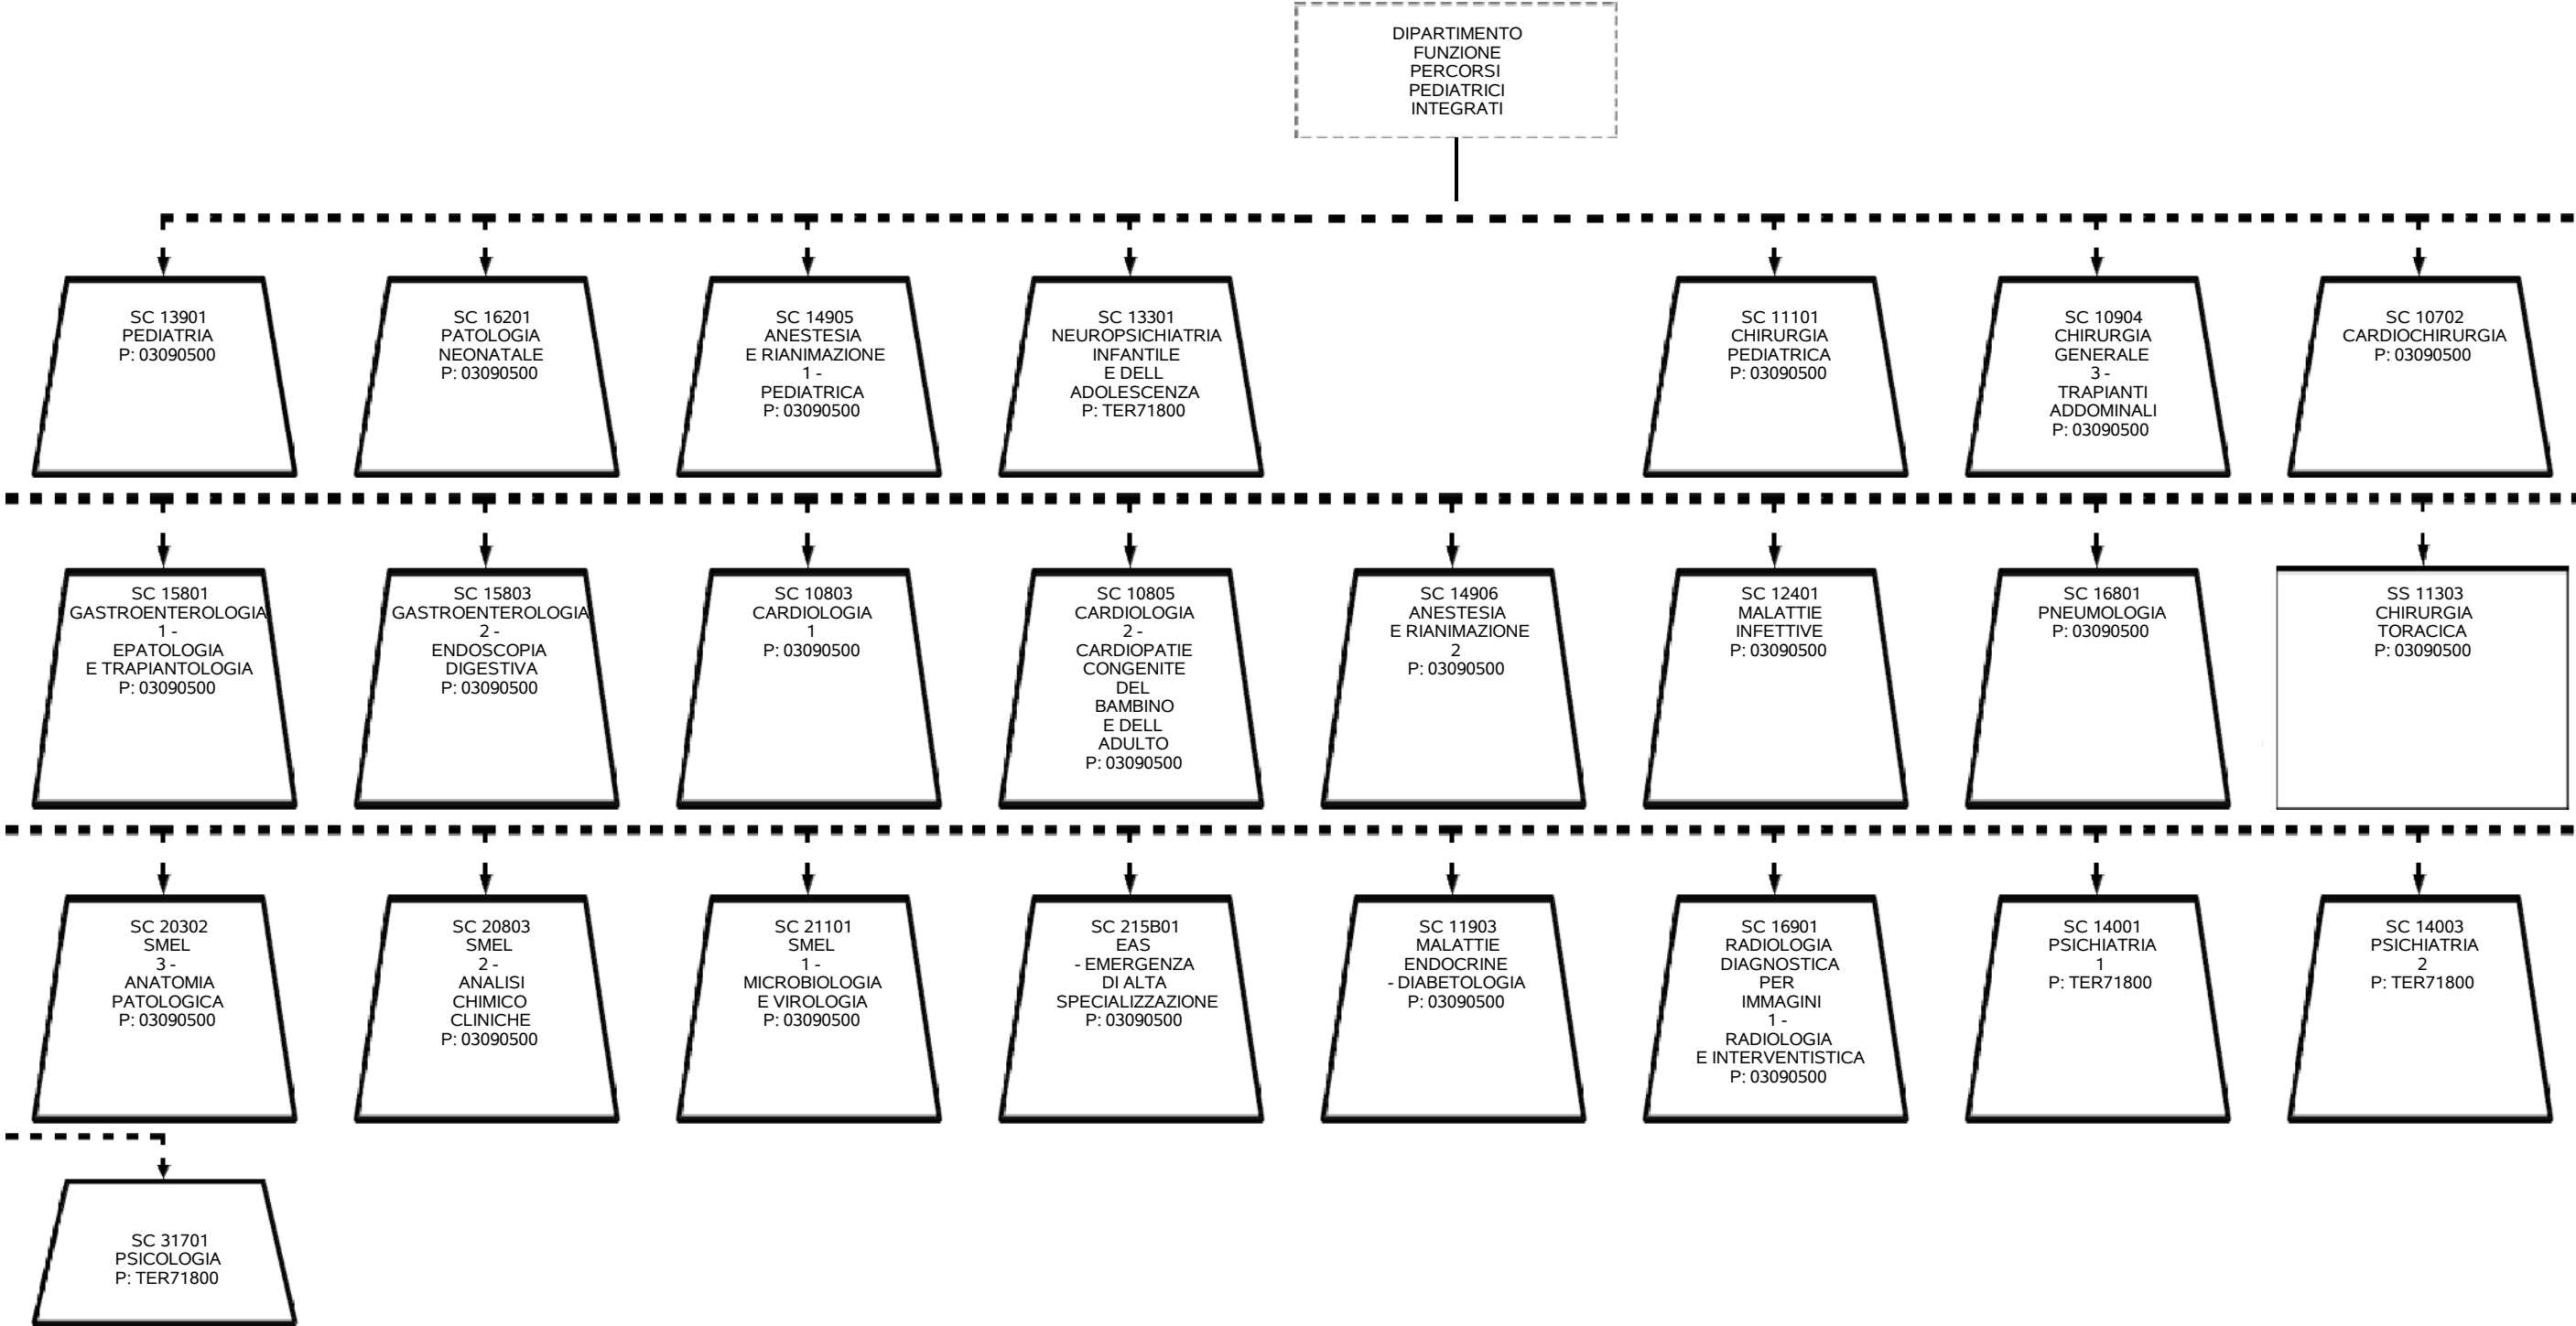 DIPARTIMENTO
FUNZIONE
PERCORSI
PEDIATRICI
INTEGRATI
SC 13901
PEDIATRIA
P: 03090500
SC 16201
PATOLOGIA
NEONATALE
P: 03090500
SC 14905
ANESTESIA
E RIANIMAZIONE
1 -
PEDIATRICA
P: 03090500
SC 13301
NEUROPSICHIATRIA
INFANTILE
E DELL
ADOLESCENZA
P: TER71800
SC 11101
CHIRURGIA
PEDIATRICA
P: 03090500
SC 10904
CHIRURGIA
GENERALE
3 -
TRAPIANTI
ADDOMINALI
P: 03090500
SC 10702
CARDIOCHIRURGIA
P: 03090500
SC 15801
GASTROENTEROLOGIA
1 -
EPATOLOGIA
E TRAPIANTOLOGIA
P: 03090500
SC 15803
GASTROENTEROLOGIA
2 -
ENDOSCOPIA
DIGESTIVA
P: 03090500
SC 10803
CARDIOLOGIA
1
P: 03090500
SC 10805
CARDIOLOGIA
2 -
CARDIOPATIE
CONGENITE
DEL
BAMBINO
E DELL
ADULTO
P: 03090500
SC 14906
ANESTESIA
E RIANIMAZIONE
2
P: 03090500
SC 12401
MALATTIE
INFETTIVE
P: 03090500
SC 16801
PNEUMOLOGIA
P: 03090500
SS 11303
CHIRURGIA
TORACICA
P: 03090500
SC 20302
SMEL
3 -
ANATOMIA
PATOLOGICA
P: 03090500
SC 20803
SMEL
2 -
ANALISI
CHIMICO
CLINICHE
P: 03090500
SC 21101
SMEL
1 -
MICROBIOLOGIA
E VIROLOGIA
P: 03090500
SC 215B01
EAS
- EMERGENZA
DI ALTA
SPECIALIZZAZIONE
P: 03090500
SC 11903
MALATTIE
ENDOCRINE
- DIABETOLOGIA
P: 03090500
SC 16901
RADIOLOGIA
DIAGNOSTICA
PER
IMMAGINI
1 -
RADIOLOGIA
E INTERVENTISTICA
P: 03090500
SC 14001
PSICHIATRIA
1
P: TER71800
SC 14003
PSICHIATRIA
2
P: TER71800
SC 31701
PSICOLOGIA
P: TER71800